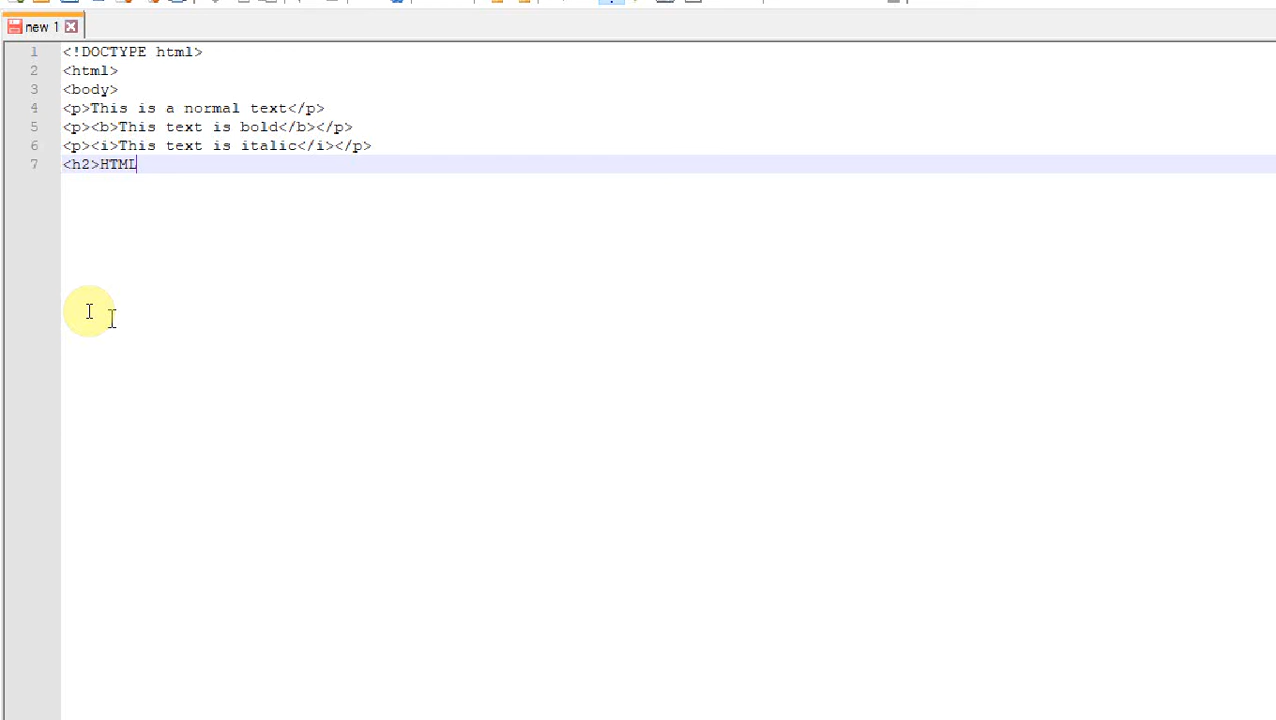 new 1
1 <!DOCTYPE html>
2 <html>
3 <body>
4 <p>This is a normal text</p>
5 <p><b>This text is bold</b></p>
6 <p><i>This text is italic</i></p>
7 <h2>HTML